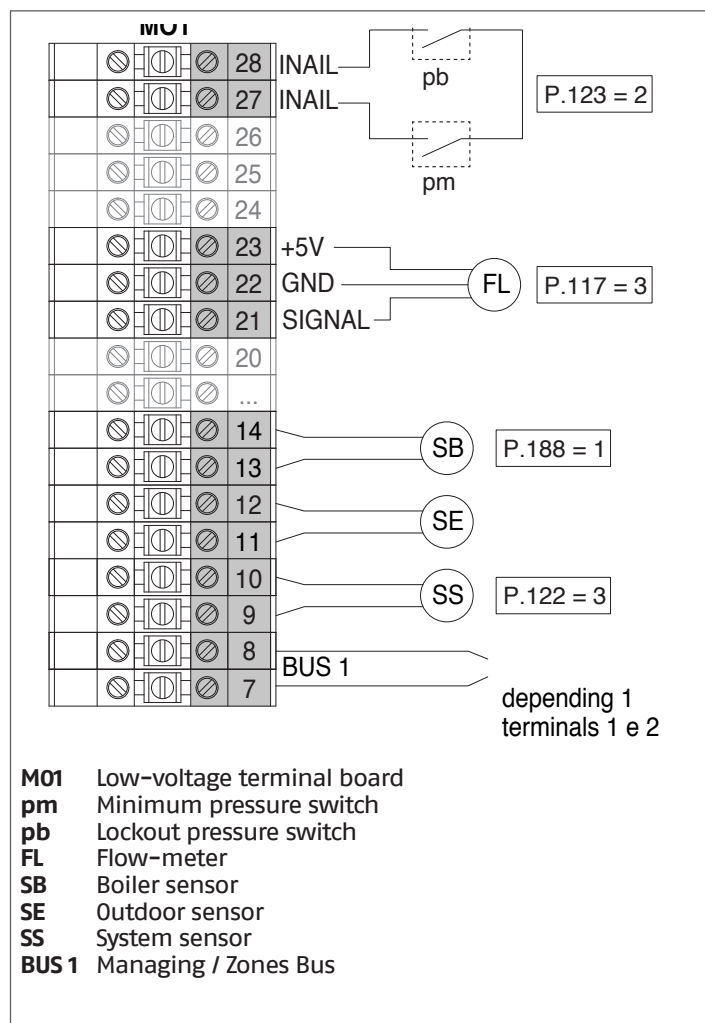 M01
28 INAIL
pb
27 INAIL
P.123 = 2
26
25
pm
24
23 +5V
22 GND
FL
P.117 = 3
21 SIGNAL
20
...
14
SB
P.188 = 1
13
12
SE
11
10
SS
P.122 = 3
9
8
BUS 1
7
depending 1
terminals 1 e 2
M01 Low-voltage terminal board
pm Minimum pressure switch
pb Lockout pressure switch
FL Flow-meter
SB Boiler sensor
SE Outdoor sensor
SS System sensor
BUS 1 Managing / Zones Bus